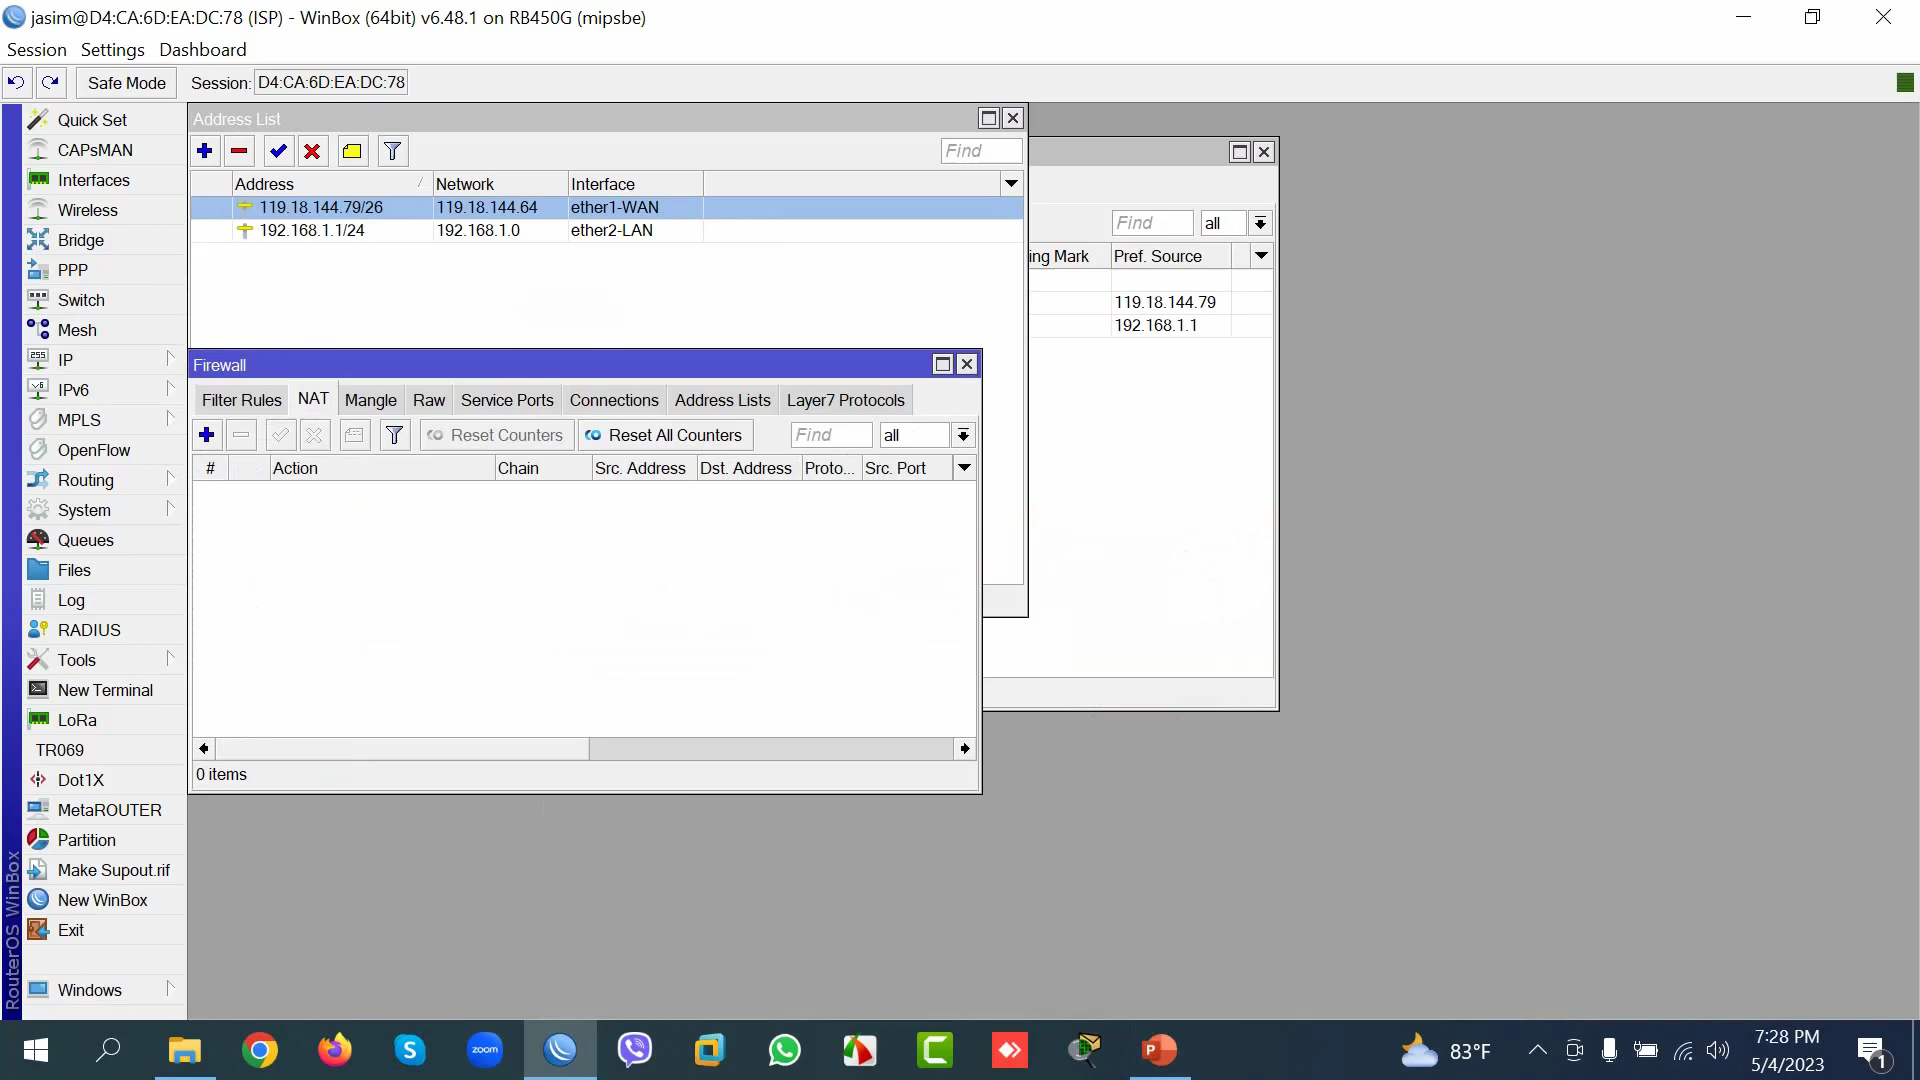 jasim@D4:CA:6D:EA:DC:78 (ISP) - WinBox (64bit) v6.48.1 on RB450G (mipsbe)
Session Settings Dashboard
Safe Mode Session: D4:CA:6D:EA:DC:78
Quick Set
CAPsMAN
Interfaces
Wireless
Bridge
PPP
Switch
Mesh
IP
IPv6
MPLS
OpenFlow
Routing
System
Queues
Files
Log
RADIUS
Tools
New Terminal
LoRa
TR069
Dot1X
MetaROUTER
Partition
Make Supout.rif
New WinBox
Exit
Windows
RouterOS WinBox
Address List
Find
Address Network Interface
119.18.144.79/26 119.18.144.64 ether1-WAN
192.168.1.1/24 192.168.1.0 ether2-LAN
Find all
ing Mark Pref. Source
119.18.144.79
192.168.1.1
Firewall
Filter Rules NAT Mangle Raw Service Ports Connections Address Lists Layer7 Protocols
Reset Counters Reset All Counters Find all
# Action Chain Src. Address Dst. Address Proto... Src. Port
0 items
zoom
83°F
7:28 PM
5/4/2023
1